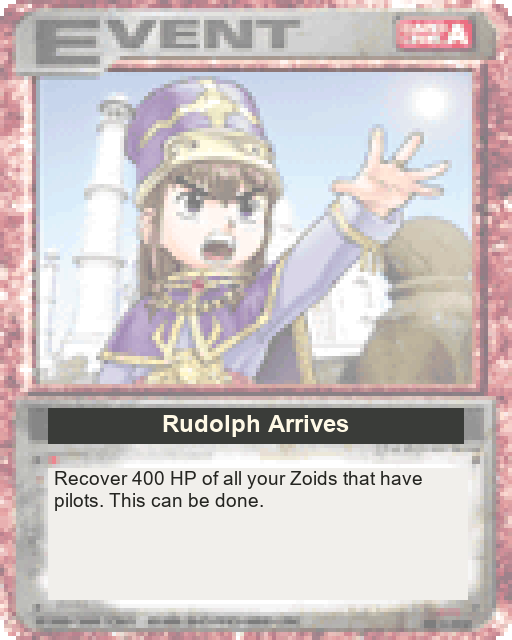 EVENT
A
Rudolph Arrives
Recover 400 HP of all your Zoids that have
pilots. This can be done.